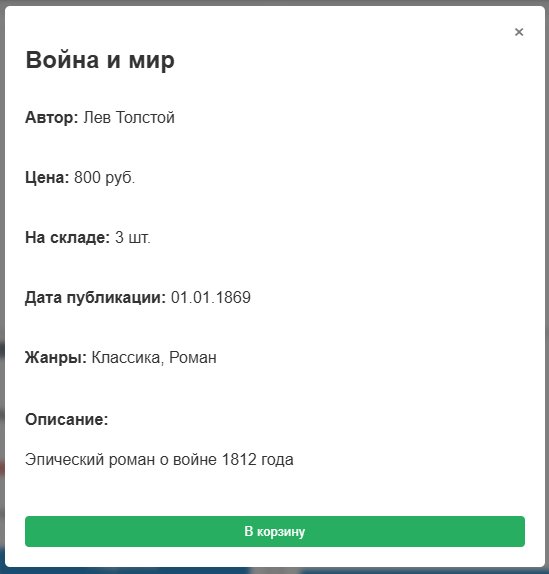 ×
Война и мир
Автор: Лев Толстой
Цена: 800 руб.
На складе: 3 шт.
Дата публикации: 01.01.1869
Жанры: Классика, Роман
Описание:
Эпический роман о войне 1812 года
В корзину